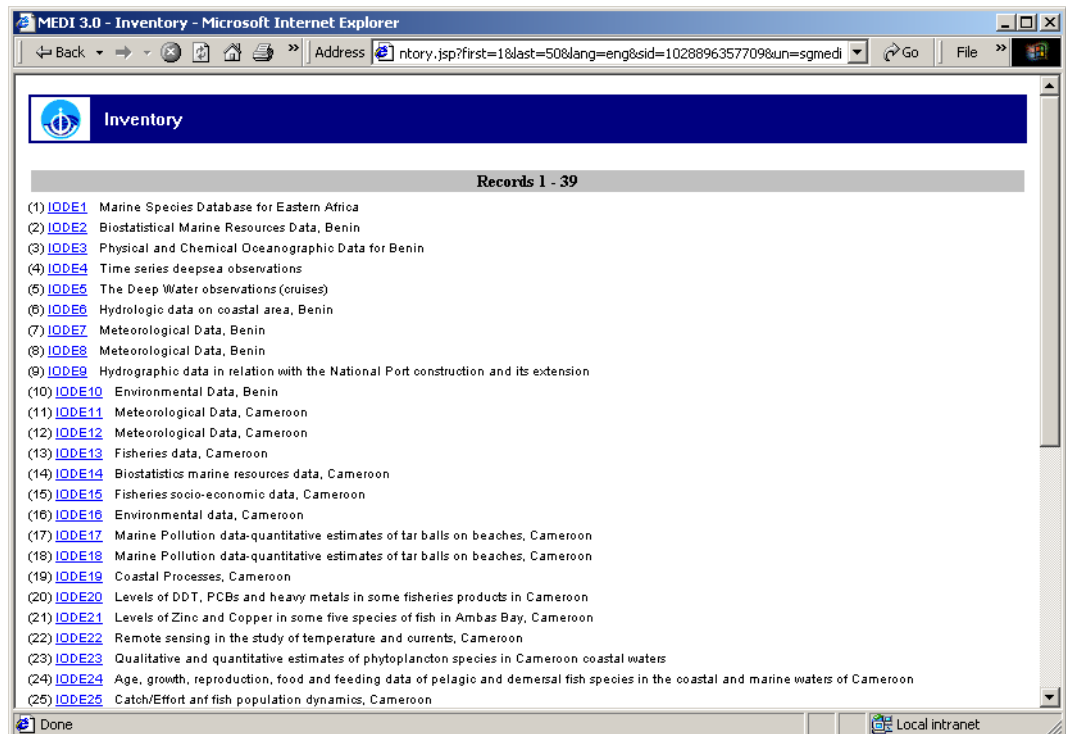 MEDI 3.0 - Inventory - Microsoft Internet Explorer
Back » Address ntory.jsp?first=1&last=50&lang=eng&sid=1028896357709&un=sgmedi Go File »
Inventory
Records 1 - 39
(1) IODE1 Marine Species Database for Eastern Africa
(2) IODE2 Biostatistical Marine Resources Data, Benin
(3) IODE3 Physical and Chemical Oceanographic Data for Benin
(4) IODE4 Time series deepsea observations
(5) IODE5 The Deep Water observations (cruises)
(6) IODE6 Hydrologic data on coastal area, Benin
(7) IODE7 Meteorological Data, Benin
(8) IODE8 Meteorological Data, Benin
(9) IODE9 Hydrographic data in relation with the National Port construction and its extension
(10) IODE10 Environmental Data, Benin
(11) IODE11 Meteorological Data, Cameroon
(12) IODE12 Meteorological Data, Cameroon
(13) IODE13 Fisheries data, Cameroon
(14) IODE14 Biostatistics marine resources data, Cameroon
(15) IODE15 Fisheries socio-economic data, Cameroon
(16) IODE16 Environmental data, Cameroon
(17) IODE17 Marine Pollution data-quantitative estimates of tar balls on beaches, Cameroon
(18) IODE18 Marine Pollution data-quantitative estimates of tar balls on beaches, Cameroon
(19) IODE19 Coastal Processes, Cameroon
(20) IODE20 Levels of DDT, PCBs and heavy metals in some fisheries products in Cameroon
(21) IODE21 Levels of Zinc and Copper in some five species of fish in Ambas Bay, Cameroon
(22) IODE22 Remote sensing in the study of temperature and currents, Cameroon
(23) IODE23 Qualitative and quantitative estimates of phytoplancton species in Cameroon coastal waters
(24) IODE24 Age, growth, reproduction, food and feeding data of pelagic and demersal fish species in the coastal and marine waters of Cameroon
(25) IODE25 Catch/Effort anf fish population dynamics, Cameroon
Done Local intranet